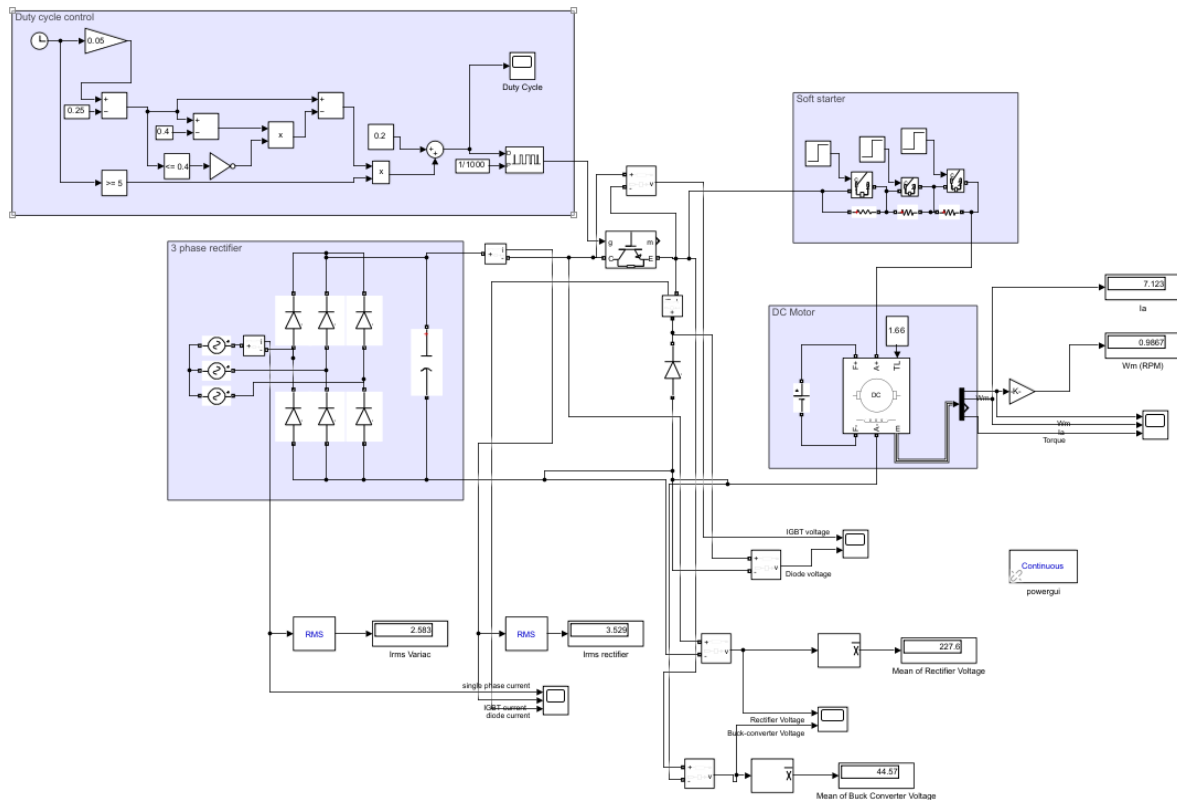 Duty cycle control
0.05
0.25
0.4
<= 0.4
x
>= 5
x
0.2
1/1000
Duty Cycle
Soft starter
g
m
C
E
3 phase rectifier
DC Motor
1.66
F+
A+
TL
DC
F-
A-
m
-K-
7.123
Ia
0.9867
Wm (RPM)
Wm
Wm
Ia
Torque
IGBT voltage
Diode voltage
Continuous
powergui
RMS
2.583
Irms Variac
RMS
3.529
Irms rectifier
single phase current
IGBT current
diode current
227.6
Mean of Rectifier Voltage
Rectifier Voltage
Buck-converter Voltage
44.57
Mean of Buck Converter Voltage